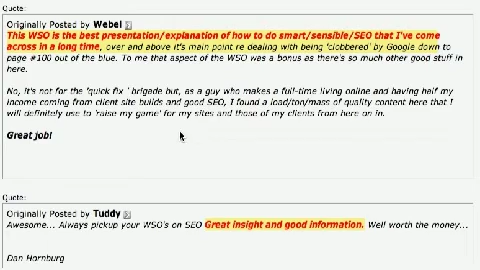 Quote:
Originally Posted by Webel
This WSO is the best presentation/explanation of how to do smart/sensible/SEO that I've come
across in a long time, over and above it's main point re dealing with being 'clobbered' by Google down to
page #100 out of the blue. To me that aspect of the WSO was a bonus as there's so much other good stuff in
here.
No, it's not for the 'quick fix ' brigade but, as a guy who makes a full-time living online and having half my
income coming from client site builds and good SEO, I found a load/ton/mass of quality content here that I
will definitely use to 'raise my game' for my sites and those of my clients from here on in.
Great job!
Quote:
Originally Posted by Tuddy
Awesome... Always pickup your WSO's on SEO Great insight and good information. Well worth the money...
Dan Hornburg